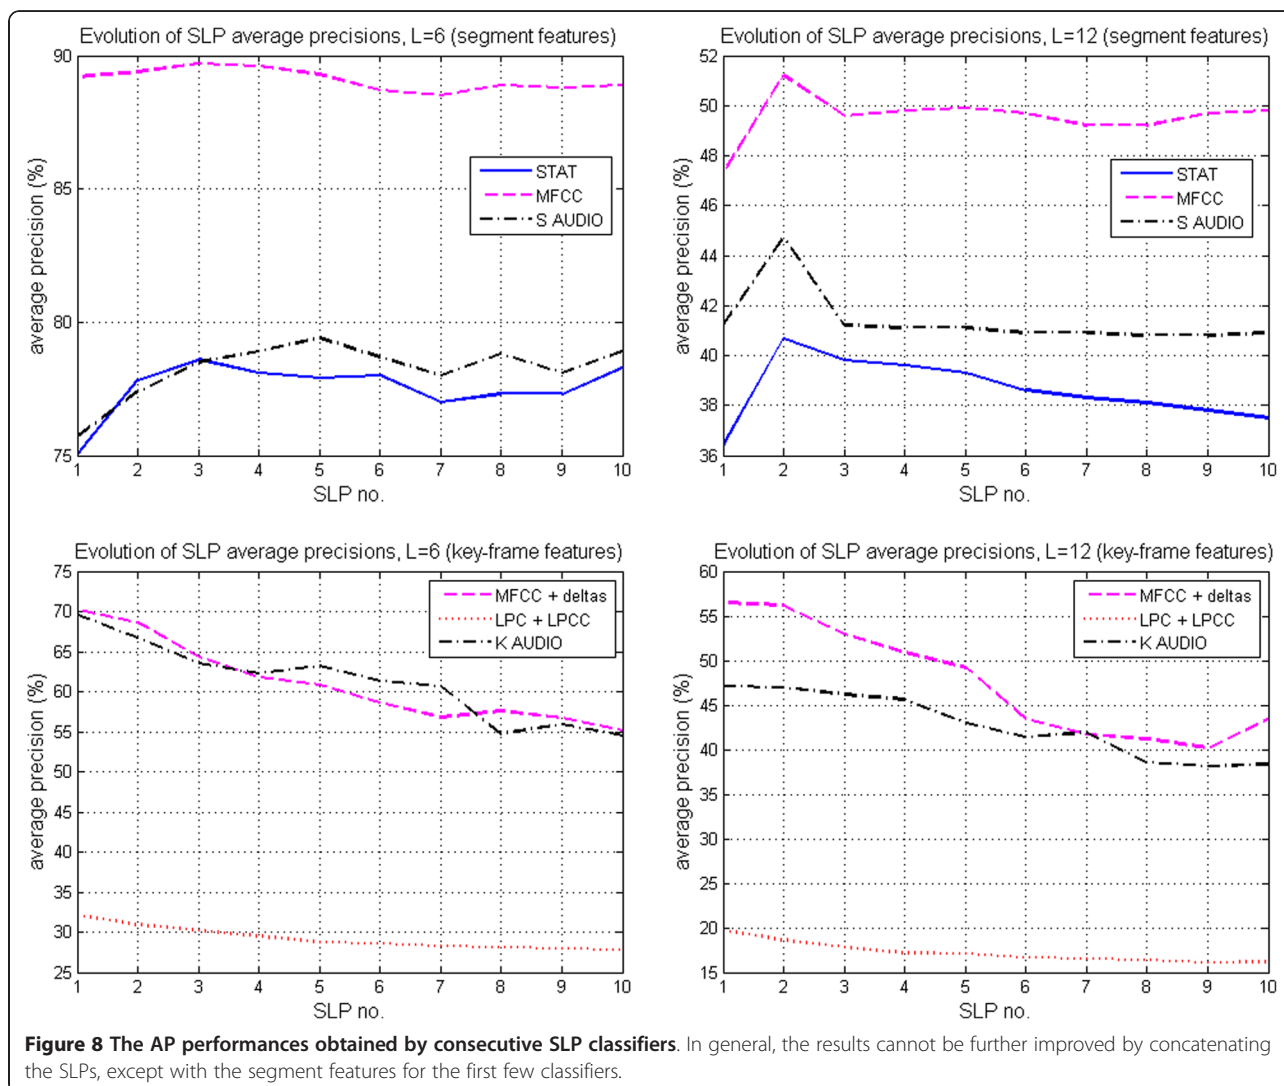 Evolution of SLP average precisions, L=6 (segment features)
90
85
80
75
average precision (%)
STAT
MFCC
S AUDIO
1 2 3 4 5 6 7 8 9 10
SLP no.
Evolution of SLP average precisions, L=12 (segment features)
52
50
48
46
44
42
40
38
36
average precision (%)
STAT
MFCC
S AUDIO
1 2 3 4 5 6 7 8 9 10
SLP no.
Evolution of SLP average precisions, L=6 (key-frame features)
75
70
65
60
55
50
45
40
35
30
25
average precision (%)
MFCC + deltas
LPC + LPCC
K AUDIO
1 2 3 4 5 6 7 8 9 10
SLP no.
Evolution of SLP average precisions, L=12 (key-frame features)
60
55
50
45
40
35
30
25
20
15
average precision (%)
MFCC + deltas
LPC + LPCC
K AUDIO
1 2 3 4 5 6 7 8 9 10
SLP no.
Figure 8 The AP performances obtained by consecutive SLP classifiers. In general, the results cannot be further improved by concatenating
the SLPs, except with the segment features for the first few classifiers.